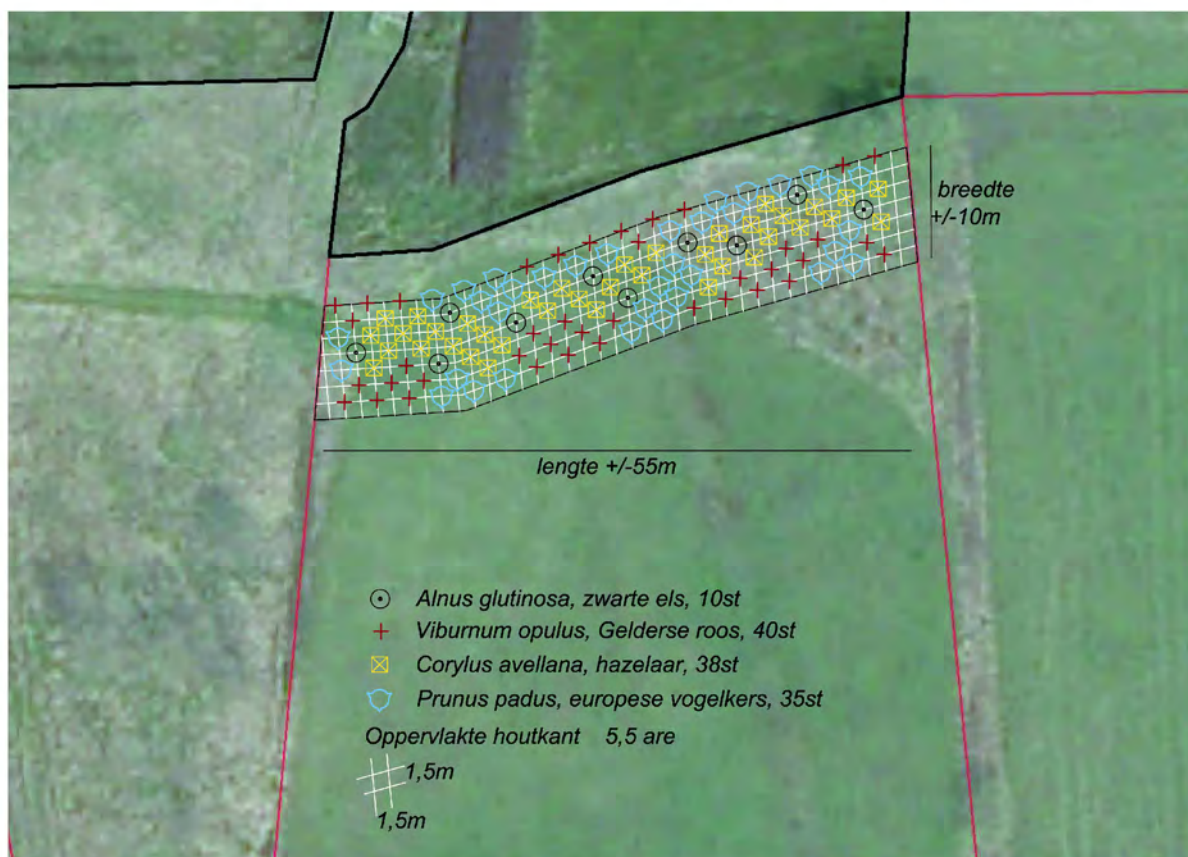 breedte
+/-10m
lengte +/-55m
Alnus glutinosa, zwarte els, 10st
Viburnum opulus, Gelderse roos, 40st
Corylus avellana, hazelaar, 38st
Prunus padus, europese vogelkers, 35st
Oppervlakte houtkant 5,5 are
1,5m
1,5m